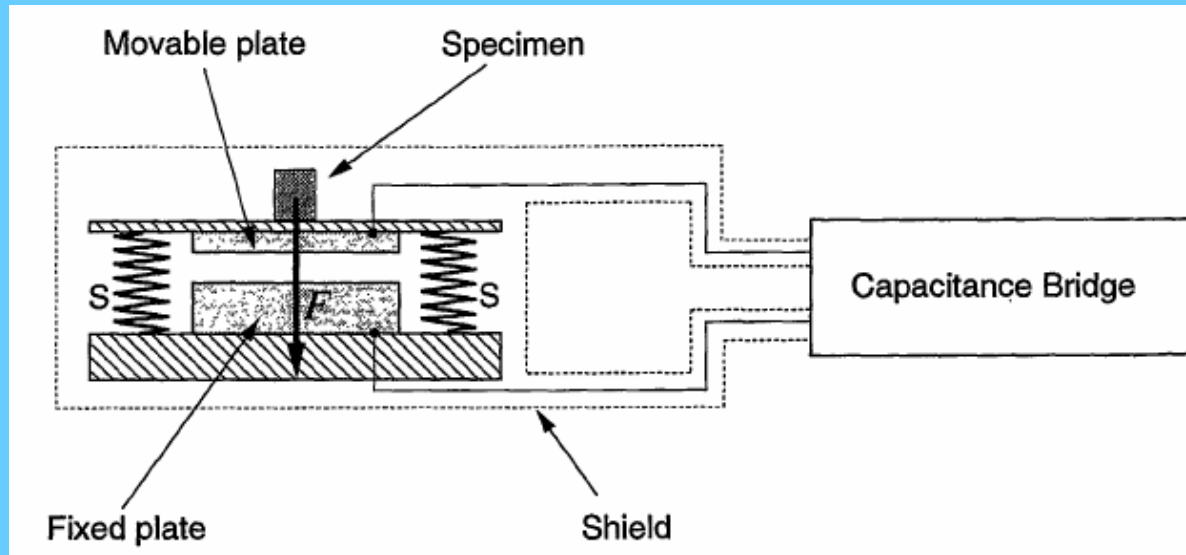 Movable plate
Specimen
S
F
S
Capacitance Bridge
Fixed plate
Shield